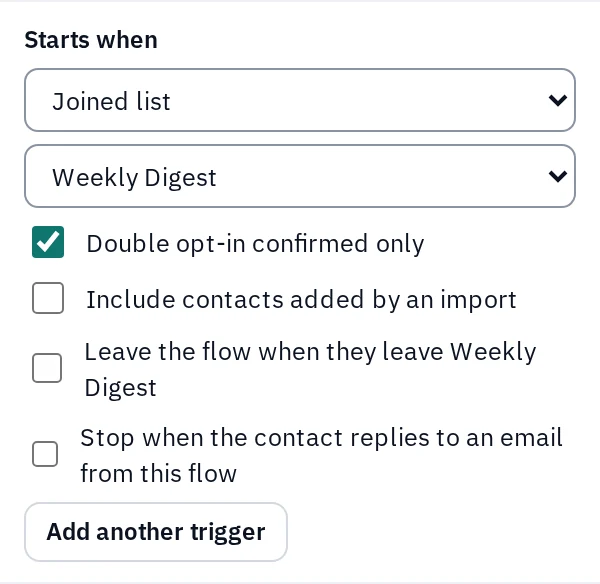 Starts when
Joined list
Weekly Digest
Double opt-in confirmed only
Include contacts added by an import
Leave the flow when they leave Weekly
Digest
Stop when the contact replies to an email
from this flow
Add another trigger